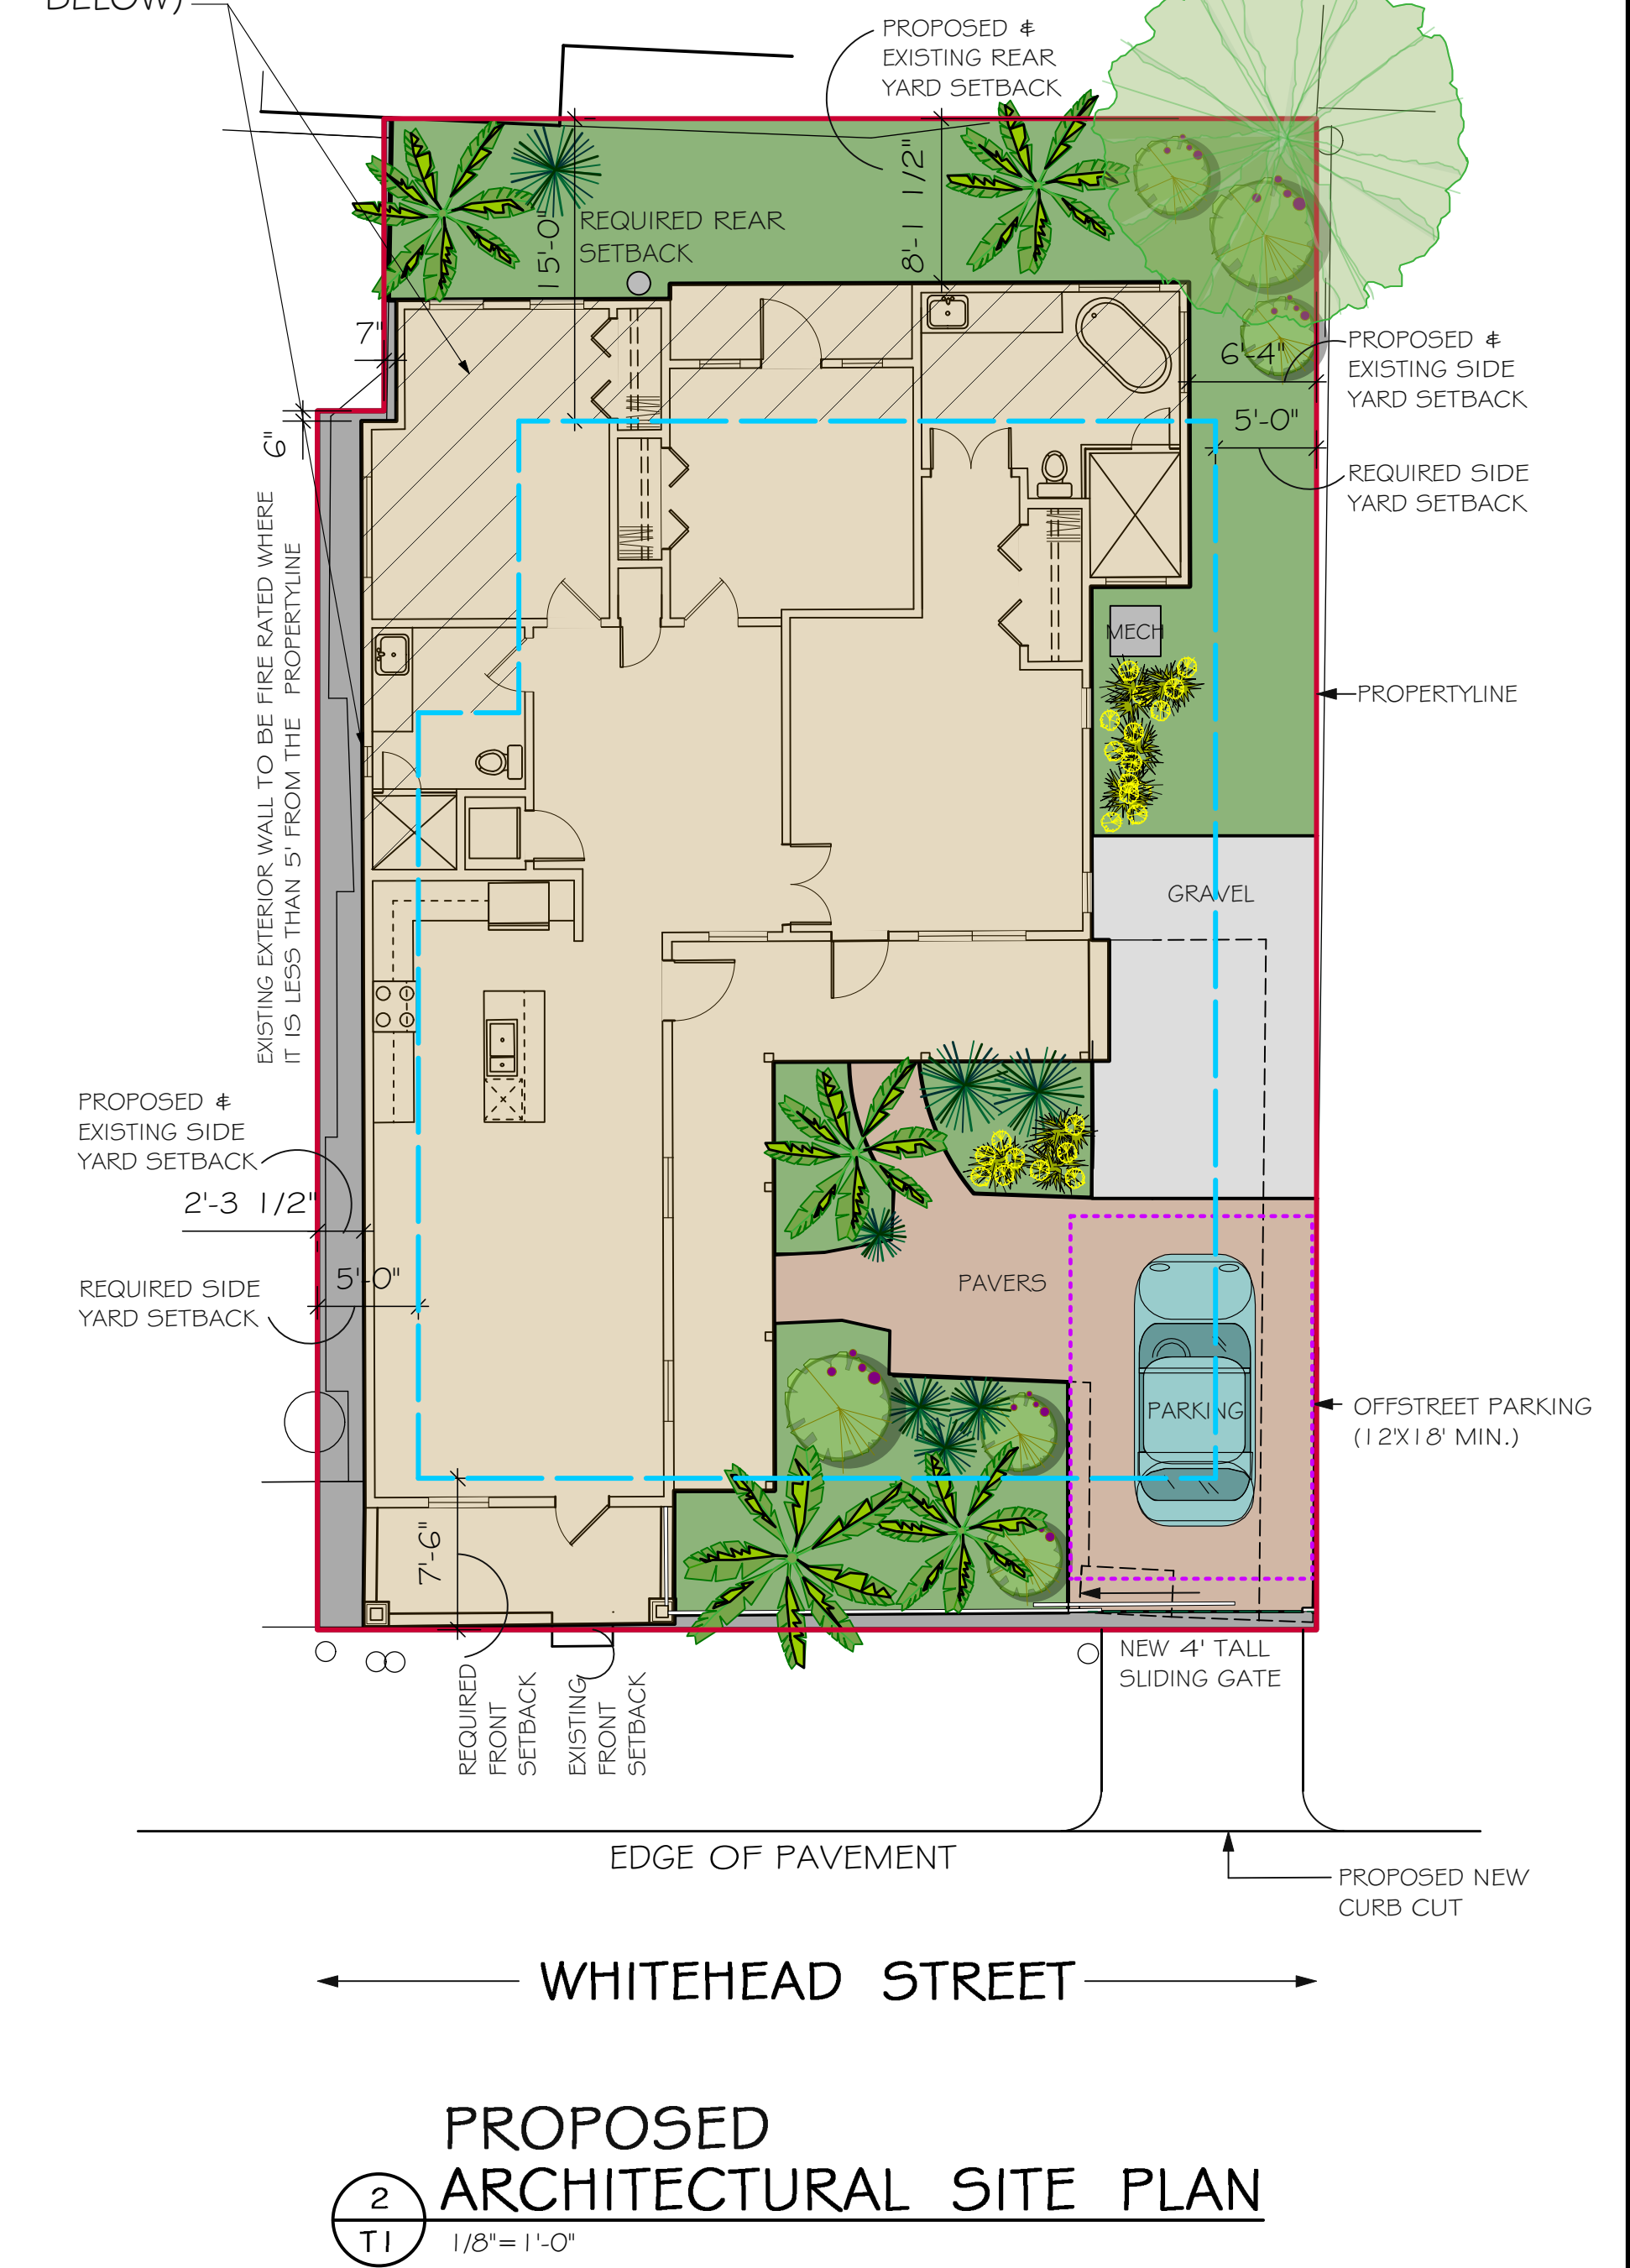 BELOW)
PROPOSED &
EXISTING REAR
YARD SETBACK
8'-1 1/2"
15'-0"
REQUIRED REAR
SETBACK
7"
6"
6'-4"
PROPOSED &
EXISTING SIDE
YARD SETBACK
5'-0"
REQUIRED SIDE
YARD SETBACK
EXISTING EXTERIOR WALL TO BE FIRE RATED WHERE
IT IS LESS THAN 5' FROM THE PROPERTYLINE
MECH
PROPERTYLINE
GRAVEL
PROPOSED &
EXISTING SIDE
YARD SETBACK
2'-3 1/2"
5'-0"
REQUIRED SIDE
YARD SETBACK
PAVERS
PARKING
OFFSTREET PARKING
(12'X18' MIN.)
7'-6"
REQUIRED
FRONT
SETBACK
EXISTING
FRONT
SETBACK
NEW 4' TALL
SLIDING GATE
EDGE OF PAVEMENT
PROPOSED NEW
CURB CUT
WHITEHEAD STREET
PROPOSED
ARCHITECTURAL SITE PLAN
2
T1
1/8"=1'-0"